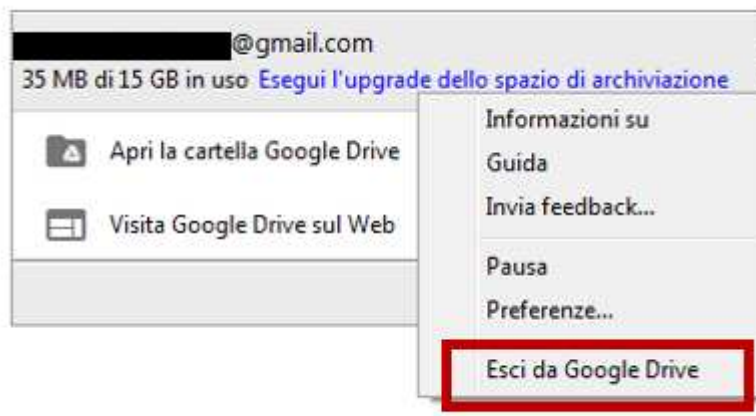 @gmail.com
35 MB di 15 GB in uso Esegui l'upgrade dello spazio di archiviazione
Apri la cartella Google Drive
Visita Google Drive sul Web
Informazioni su
Guida
Invia feedback...
Pausa
Preferenze...
Esci da Google Drive